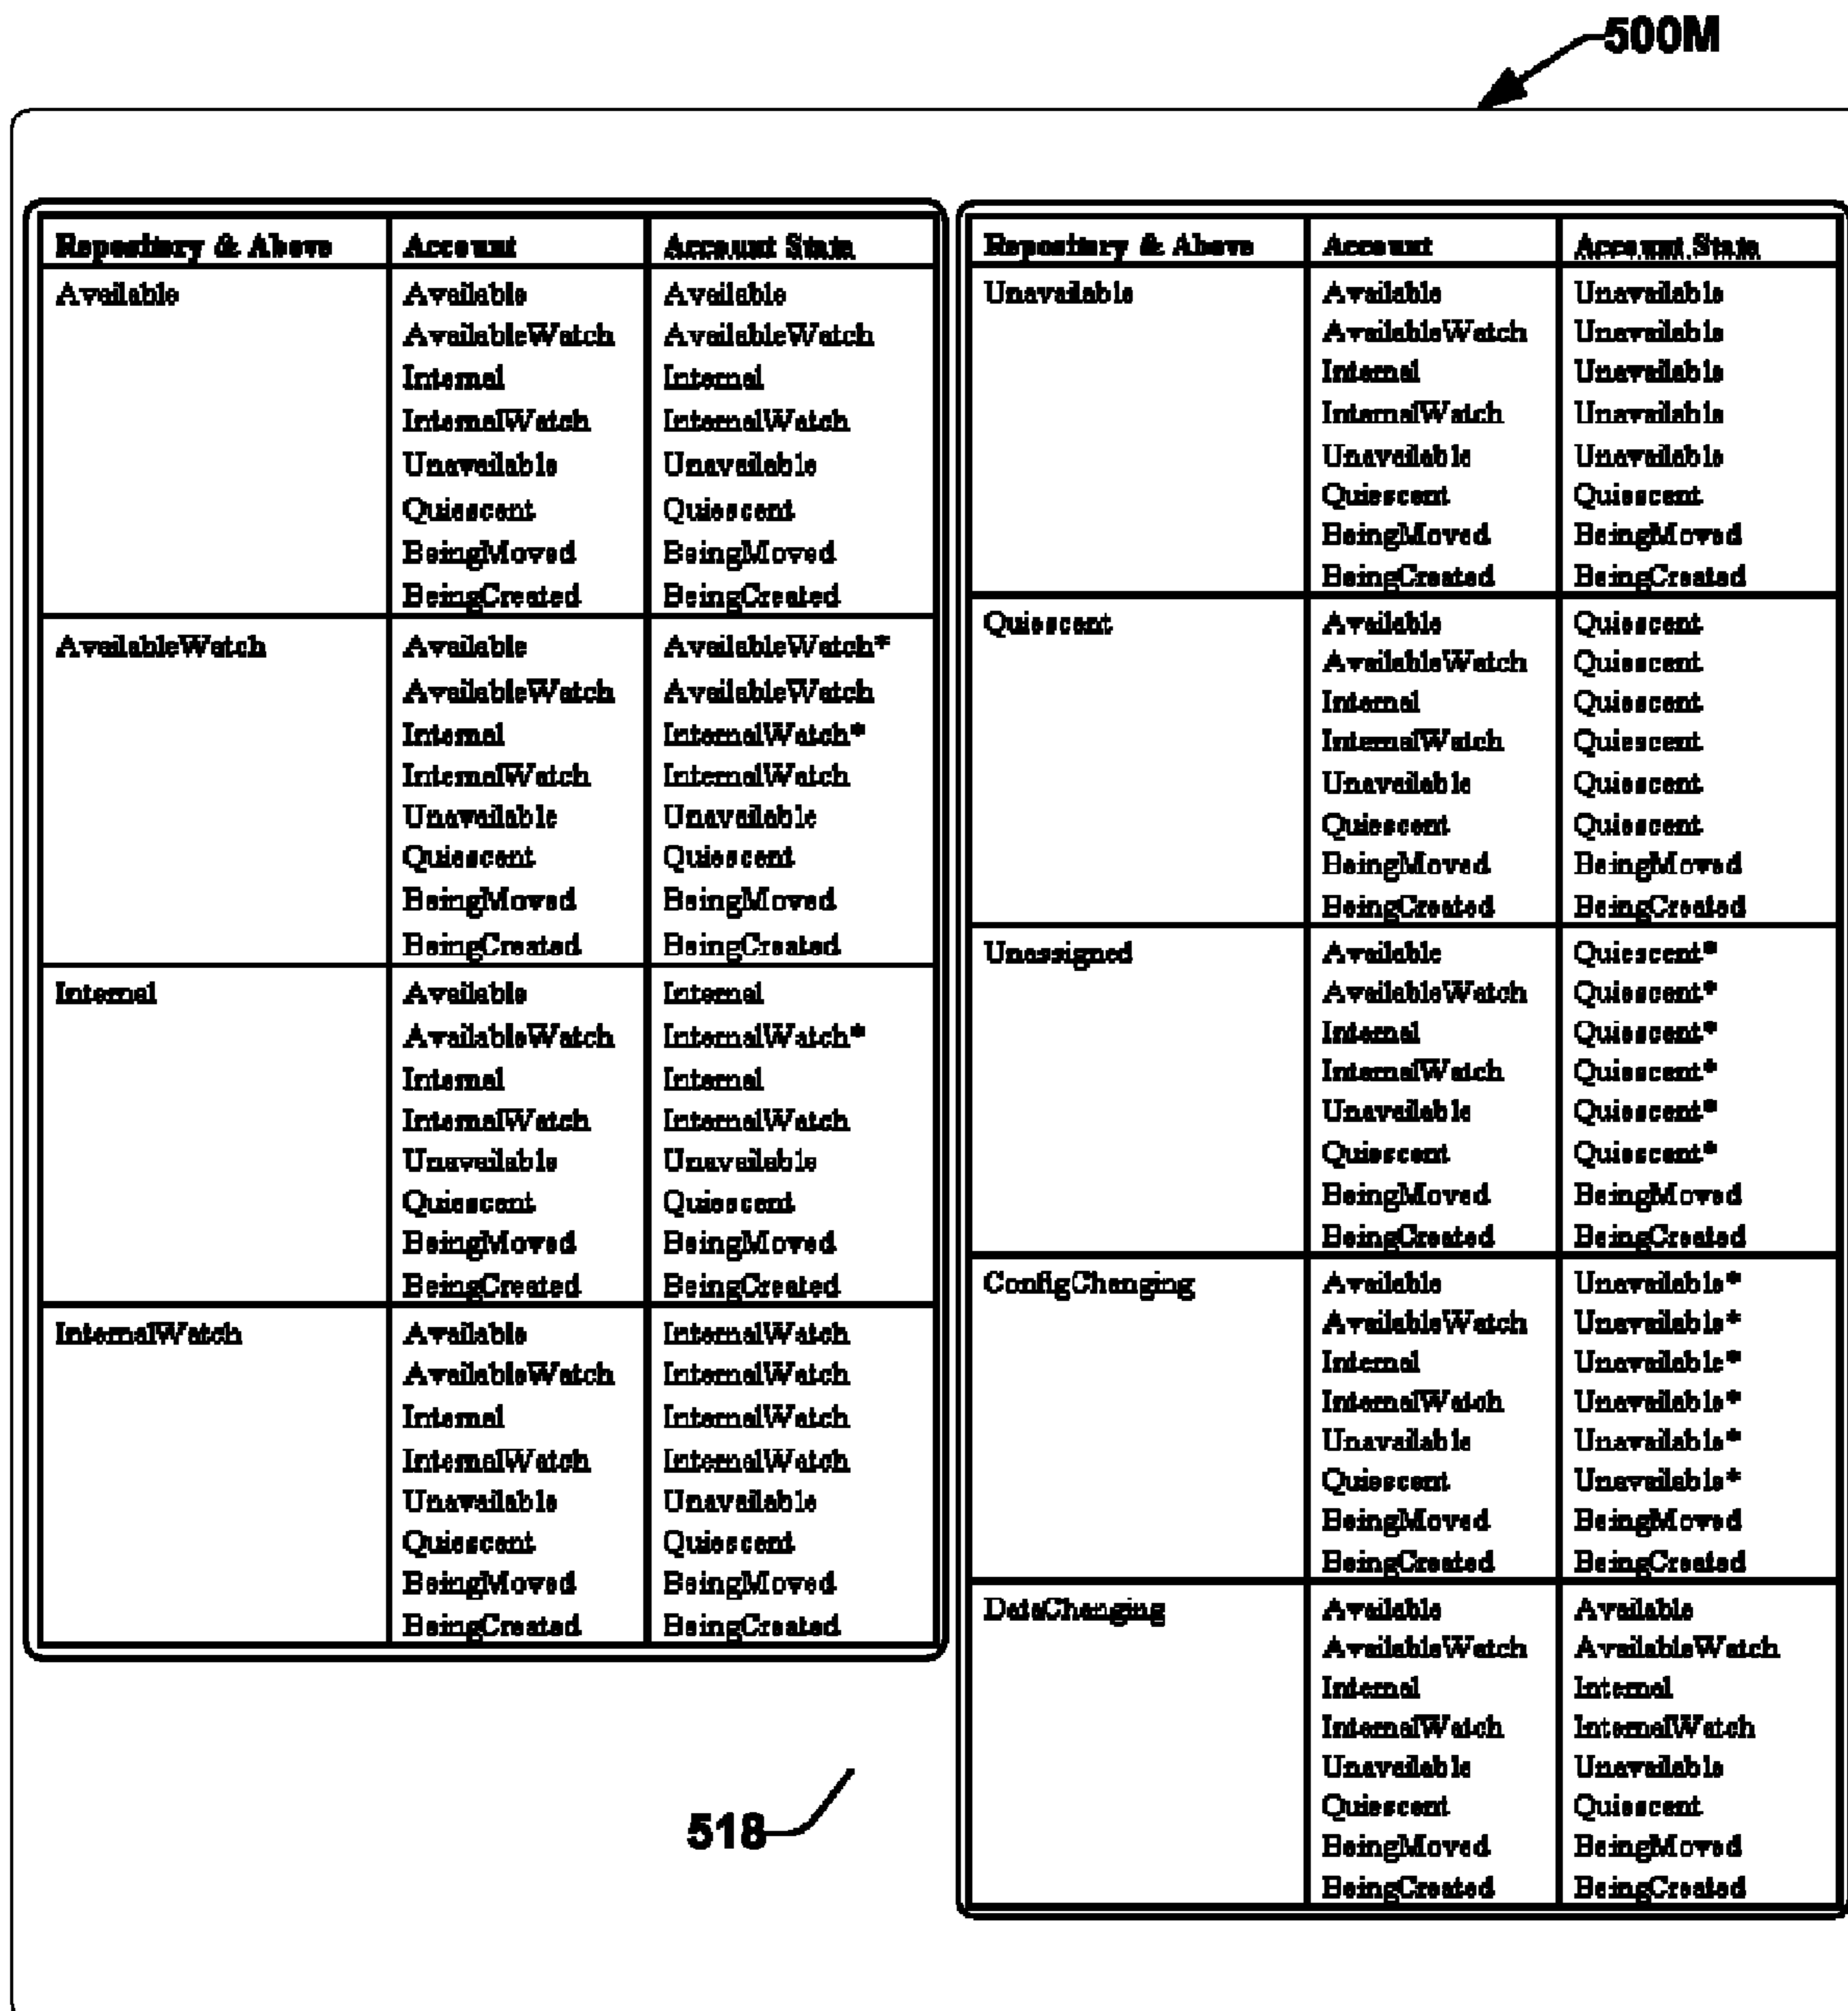 500M
Repository & Above Account Account State
Available Available Available
AvailableWatch AvailableWatch
Internal Internal
InternalWatch InternalWatch
Unavailable Unavailable
Quiescent Quiescent
BeingMoved BeingMoved
BeingCreated BeingCreated
AvailableWatch Available AvailableWatch*
AvailableWatch AvailableWatch
Internal InternalWatch*
InternalWatch InternalWatch
Unavailable Unavailable
Quiescent Quiescent
BeingMoved BeingMoved
BeingCreated BeingCreated
Internal Available Internal
AvailableWatch InternalWatch*
Internal Internal
InternalWatch InternalWatch
Unavailable Unavailable
Quiescent Quiescent
BeingMoved BeingMoved
BeingCreated BeingCreated
InternalWatch Available InternalWatch
AvailableWatch InternalWatch
Internal InternalWatch
InternalWatch InternalWatch
Unavailable Unavailable
Quiescent Quiescent
BeingMoved BeingMoved
BeingCreated BeingCreated
Repository & Above Account Account State
Unavailable Available Unavailable
AvailableWatch Unavailable
Internal Unavailable
InternalWatch Unavailable
Unavailable Unavailable
Quiescent Quiescent
BeingMoved BeingMoved
BeingCreated BeingCreated
Quiescent Available Quiescent
AvailableWatch Quiescent
Internal Quiescent
InternalWatch Quiescent
Unavailable Quiescent
Quiescent Quiescent
BeingMoved BeingMoved
BeingCreated BeingCreated
Unassigned Available Quiescent*
AvailableWatch Quiescent*
Internal Quiescent*
InternalWatch Quiescent*
Unavailable Quiescent*
Quiescent Quiescent*
BeingMoved BeingMoved
BeingCreated BeingCreated
ConfigChanging Available Unavailable*
AvailableWatch Unavailable*
Internal Unavailable*
InternalWatch Unavailable*
Unavailable Unavailable*
Quiescent Unavailable*
BeingMoved BeingMoved
BeingCreated BeingCreated
DataChanging Available Available
AvailableWatch AvailableWatch
Internal Internal
InternalWatch InternalWatch
Unavailable Unavailable
Quiescent Quiescent
BeingMoved BeingMoved
BeingCreated BeingCreated
518